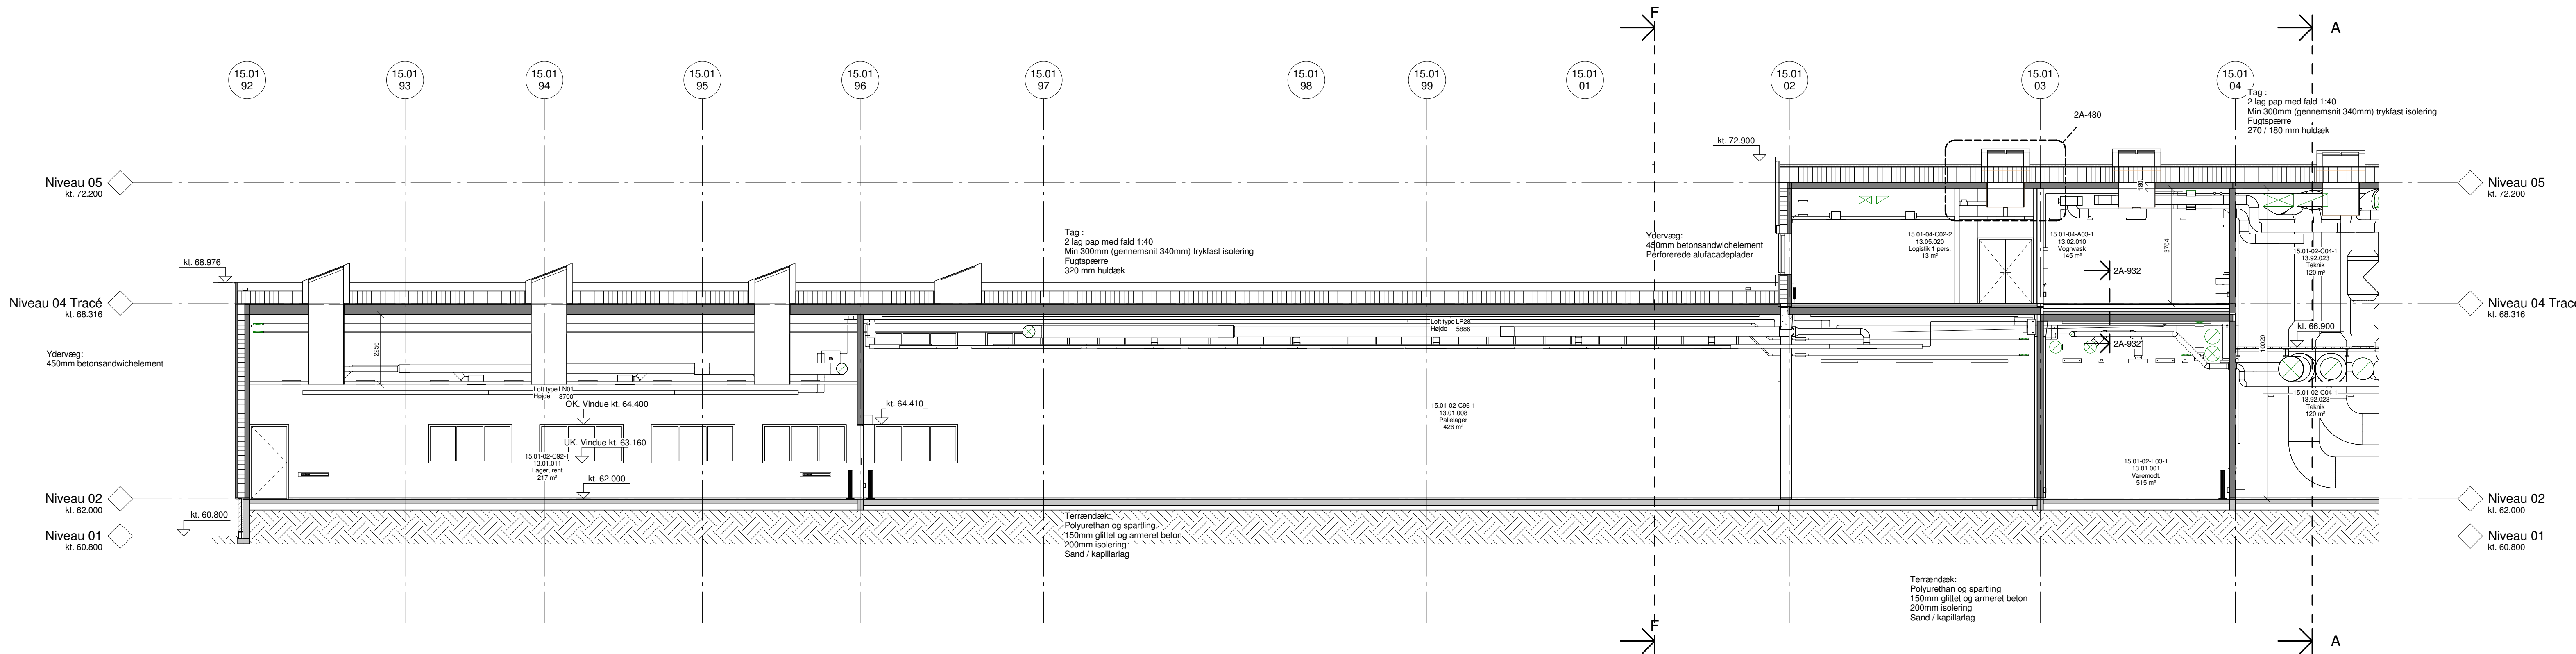 F
A
15.01
92
15.01
93
15.01
94
15.01
95
15.01
96
15.01
97
15.01
98
15.01
99
15.01
01
15.01
02
15.01
03
15.01
04
Tag :
2 lag pap med fald 1:40
Min 300mm (gennemsnit 340mm) trykfast isolering
Fugtspærre
270 / 180 mm huldæk
2A-480
kt. 72.900
Niveau 05
kt. 72.200
Niveau 05
kt. 72.200
180
Tag :
2 lag pap med fald 1:40
Min 300mm (gennemsnit 340mm) trykfast isolering
Fugtspærre
320 mm huldæk
Ydervæg:
450mm betonsandwichelement
Perforerede alufacadeplader
15.01-04-C02-2
13.05.020
Logistik 1 pers.
13 m²
15.01-04-A03-1
13.02.010
Vognvask
145 m²
3704
2A-932
15.01-02-C04-1
13.92.023
Teknik
120 m²
kt. 68.976
Niveau 04 Tracé
kt. 68.316
Niveau 04 Tracé
kt. 68.316
Ydervæg:
450mm betonsandwichelement
2256
Loft type LP28
Højde 5886
kt. 66.900
2A-932
10020
Loft type LN01
Højde 3700
OK. Vindue kt. 64.400
kt. 64.410
15.01-02-C96-1
13.01.008
Pallelager
426 m²
15.01-02-C04-1
13.92.023
Teknik
120 m²
UK. Vindue kt. 63.160
15.01-02-C92-1
13.01.011
Lager, rent
217 m²
15.01-02-E03-1
13.01.001
Varemodt.
515 m²
kt. 62.000
Niveau 02
kt. 62.000
Niveau 02
kt. 62.000
kt. 60.800
Niveau 01
kt. 60.800
Niveau 01
kt. 60.800
Terrændæk:
Polyurethan og spartling
150mm glittet og armeret beton
200mm isolering
Sand / kapillarlag
Terrændæk:
Polyurethan og spartling
150mm glittet og armeret beton
200mm isolering
Sand / kapillarlag
F
A